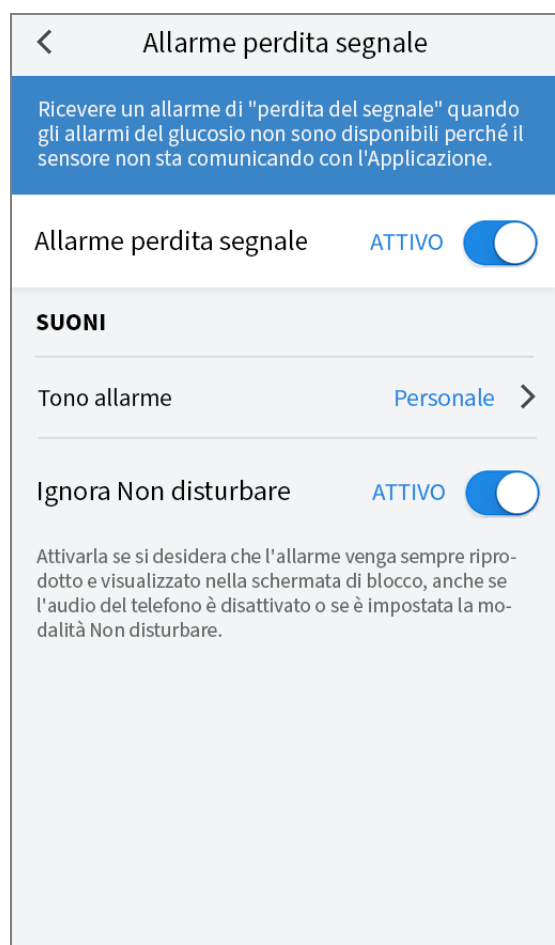 Allarme perdita segnale
Ricevere un allarme di "perdita del segnale" quando
gli allarmi del glucosio non sono disponibili perché il
sensore non sta comunicando con l'Applicazione.
Allarme perdita segnale ATTIVO
SUONI
Tono allarme Personale
Ignora Non disturbare ATTIVO
Attivarla se si desidera che l'allarme venga sempre ripro-
dotto e visualizzato nella schermata di blocco, anche se
l'audio del telefono è disattivato o se è impostata la mo-
dalità Non disturbare.